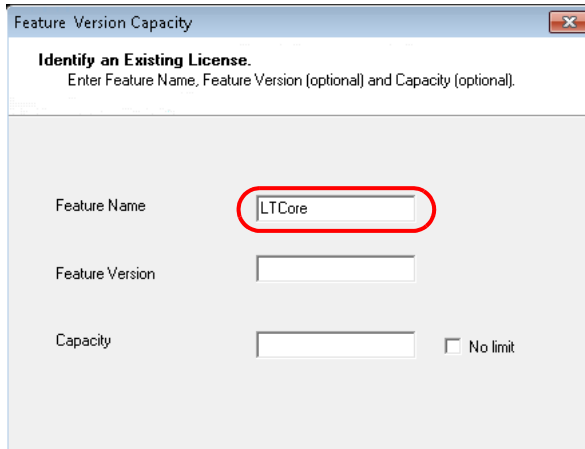 Feature Version Capacity
Identify an Existing License.
Enter Feature Name, Feature Version (optional) and Capacity (optional).
Feature Name
LTCore
Feature Version
Capacity
No limit